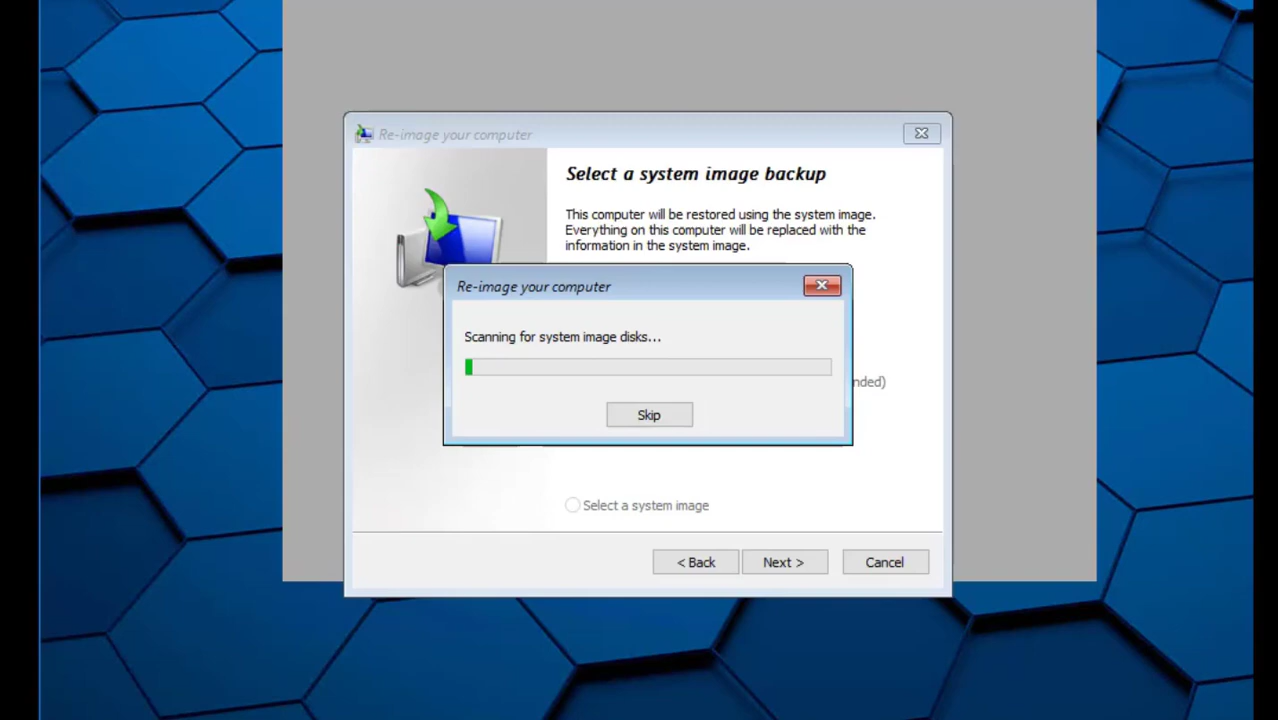 Re-image your computer
Select a system image backup
This computer will be restored using the system image.
Everything on this computer will be replaced with the
information in the system image.
Re-image your computer
Scanning for system image disks...
nded)
Skip
Select a system image
< Back
Next >
Cancel